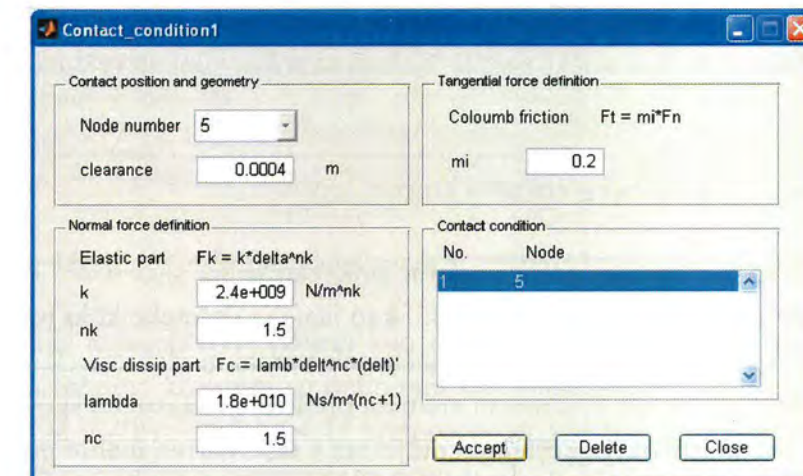 Contact_condition1
Contact position and geometry
Node number 5
clearance 0.0004 m
Tangential force definition
Coloumb friction Ft = mi*Fn
mi 0.2
Normal force definition
Elastic part Fk = k*delta^nk
k 2.4e+009 N/m^nk
nk 1.5
Visc dissip part Fc = lamb*delt^nc*(delt)'
lambda 1.8e+010 Ns/m^(nc+1)
nc 1.5
Contact condition
No. Node
1 5
Accept Delete Close